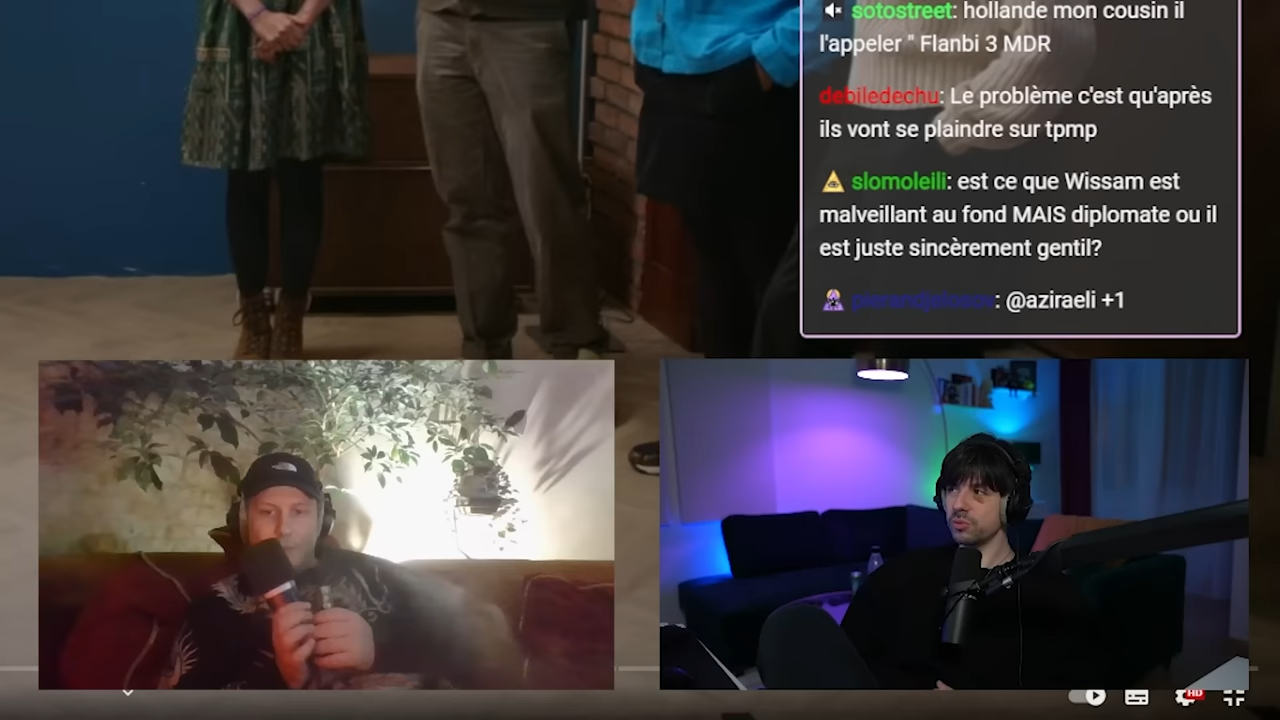 sotostreet: hollande mon cousin il
l'appeler " Flanbi 3 MDR
debiledechu: Le problème c'est qu'après
ils vont se plaindre sur tpmp
slomoleili: est ce que Wissam est
malveillant au fond MAIS diplomate ou il
est juste sincèrement gentil?
: @aziraeli +1
HD